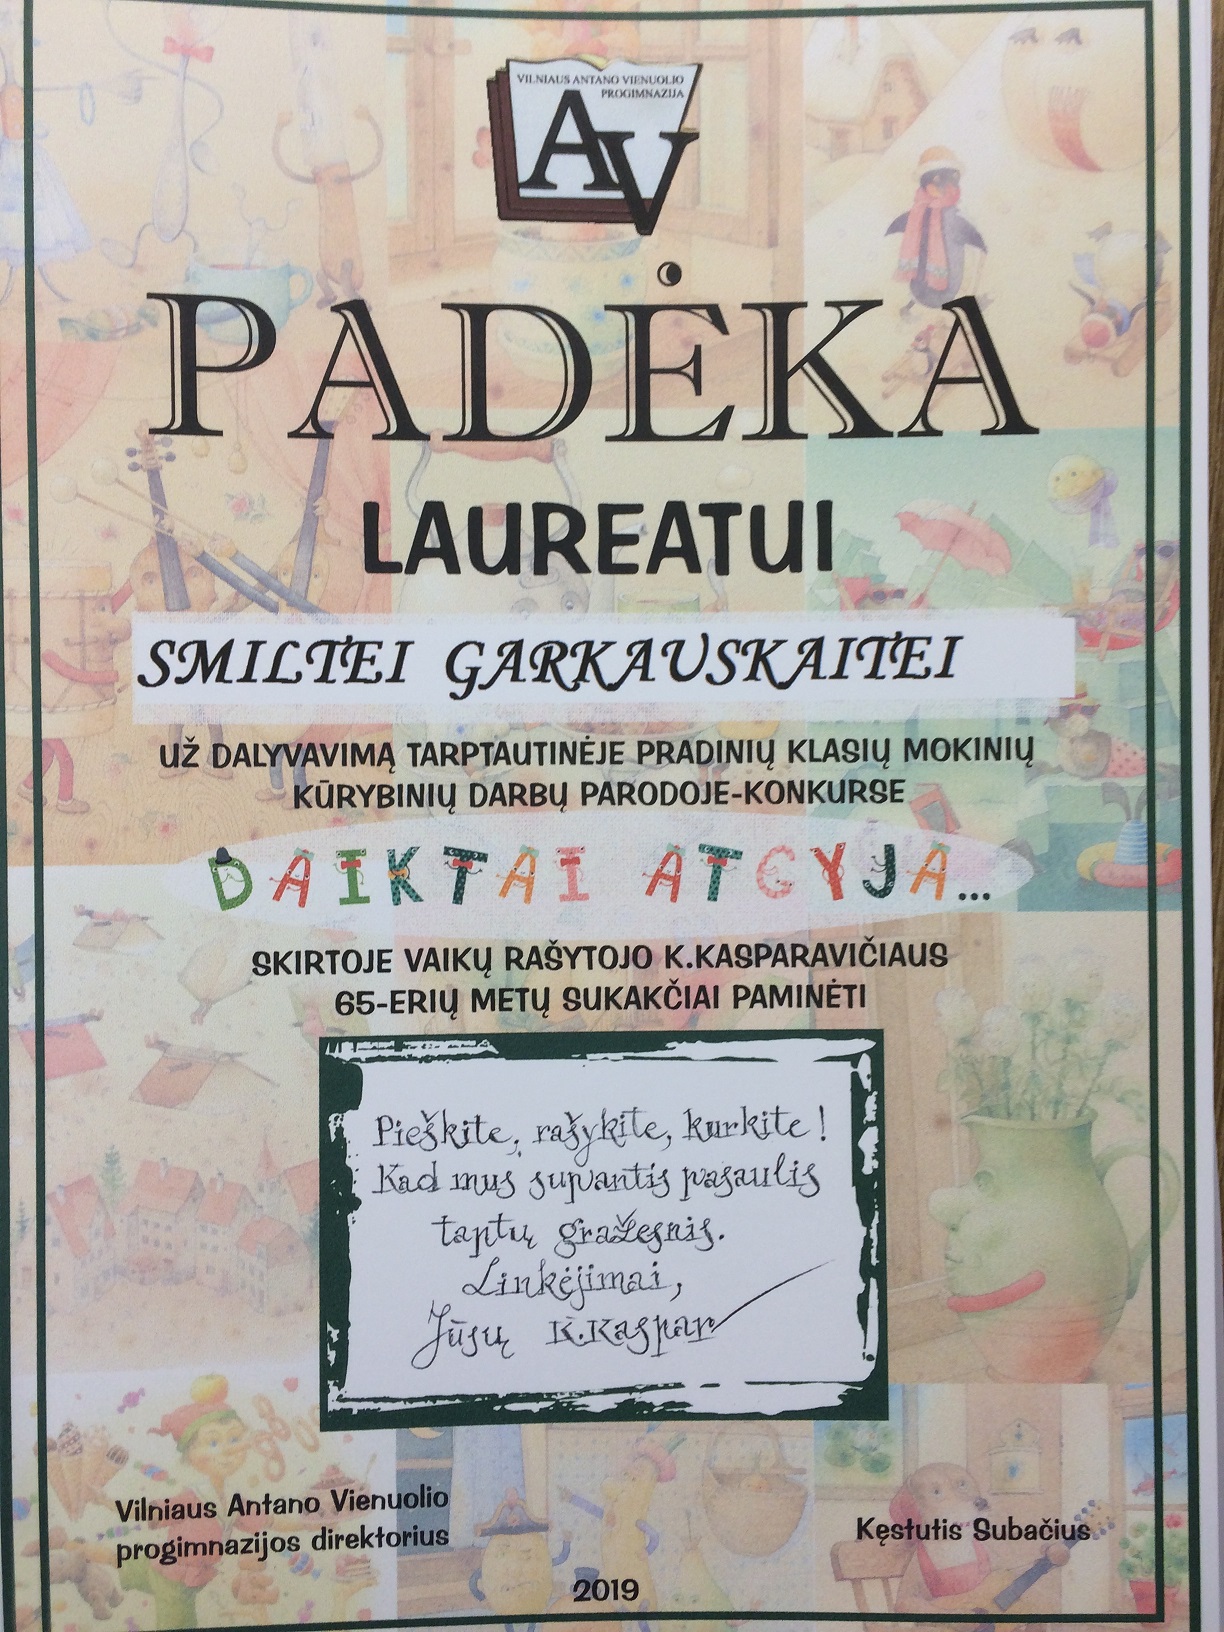 VILNIAUS ANTANO VIENUOLIO
PROGIMNAZIJA
AV
PADĖKA
LAUREATUI
SMILTEI GARKAUSKAITEI
UŽ DALYVAVIMĄ TARPTAUTINĖJE PRADINIŲ KLASIŲ MOKINIŲ
KŪRYBINIŲ DARBŲ PARODOJE-KONKURSE
DAIKTAI ATGYJA...
SKIRTOJE VAIKŲ RAŠYTOJO K.KASPARAVIČIAUS
65-ERIŲ METŲ SUKAKČIAI PAMINĖTI
Pieškite, rašykite, kurkite!
Kad mus supantis pasaulis
taptų gražesnis.
Linkėjimai,
Jūsų K.Kaspar
Vilniaus Antano Vienuolio
progimnazijos direktorius
Kęstutis Subačius
2019